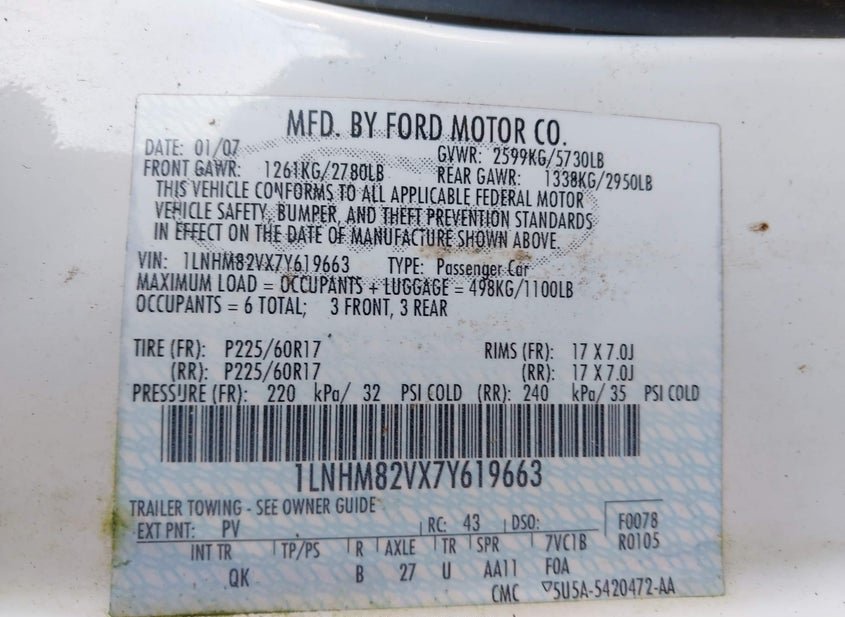 MFD. BY FORD MOTOR CO.
DATE: 01/07 GVWR: 2599KG/5730LB
FRONT GAWR: 1261KG/2780LB REAR GAWR: 1338KG/2950LB
THIS VEHICLE CONFORMS TO ALL APPLICABLE FEDERAL MOTOR
VEHICLE SAFETY, BUMPER, AND THEFT PREVENTION STANDARDS
IN EFFECT ON THE DATE OF MANUFACTURE SHOWN ABOVE.
VIN: 1LNHM82VX7Y619663 TYPE: Passenger Car
MAXIMUM LOAD = OCCUPANTS + LUGGAGE = 498KG/1100LB
OCCUPANTS = 6 TOTAL; 3 FRONT, 3 REAR
TIRE (FR): P225/60R17 RIMS (FR): 17 X 7.0J
(RR): P225/60R17 (RR): 17 X 7.0J
PRESSURE (FR): 220 kPa/ 32 PSI COLD (RR): 240 kPa/ 35 PSI COLD
1LNHM82VX7Y619663
TRAILER TOWING - SEE OWNER GUIDE
EXT PNT: PV RC: 43 DSO: F0078
INT TR TP/PS R AXLE TR SPR 7VC1B R0105
QK B 27 U AA11 FOA
CMC ▽5U5A-5420472-AA